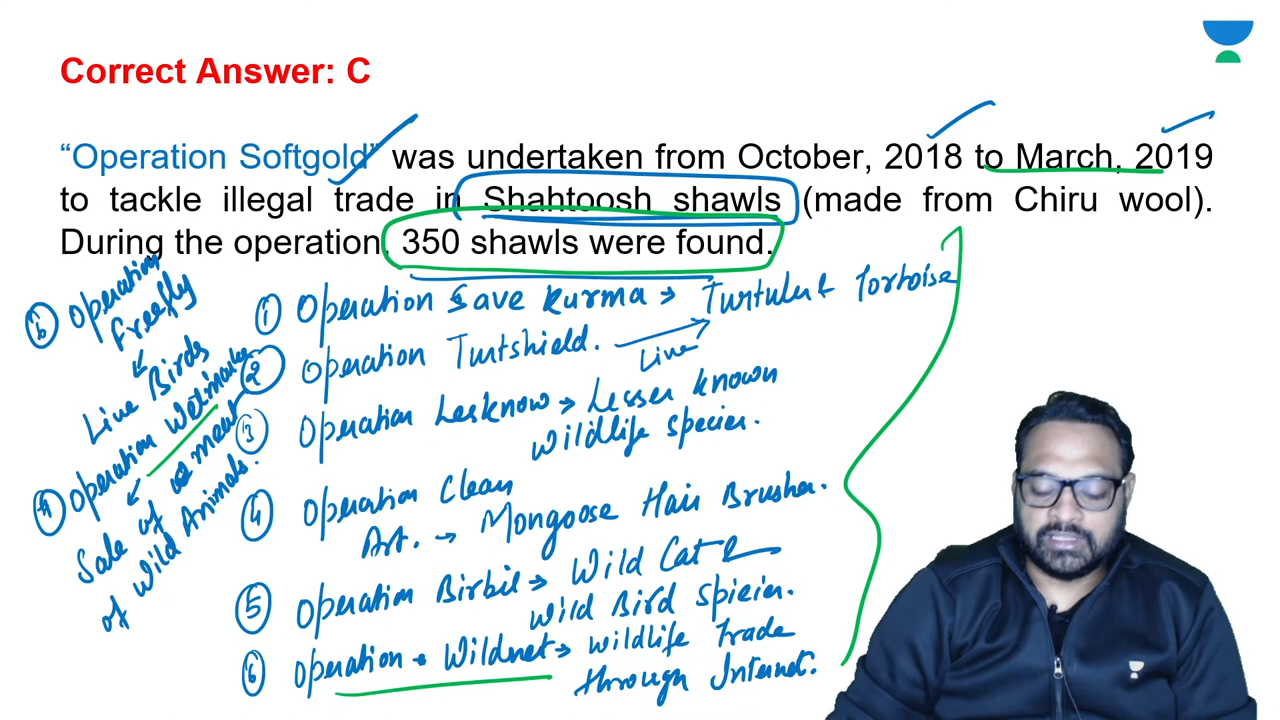 Correct Answer: C
“Operation Softgold” was undertaken from October, 2018 to March, 2019
to tackle illegal trade in Shahtoosh shawls (made from Chiru wool).
During the operation, 350 shawls were found.
① Operation Save Kurma → Turtule & Tortoise
② Operation Turtshield. → Live
③ Operation Lesknow → Lesser known
Wildlife species.
④ Operation Clean
Art. → Mongoose Hair Brushes.
⑤ Operation Birbil → Wild Cat &
Wild Bird Species.
⑥ Operation → Wildnet → Wildlife Trade
through Internet.
Operation
Freefly
Live Birds
Operation Wetmark
Sale of meat
of Wild Animals.